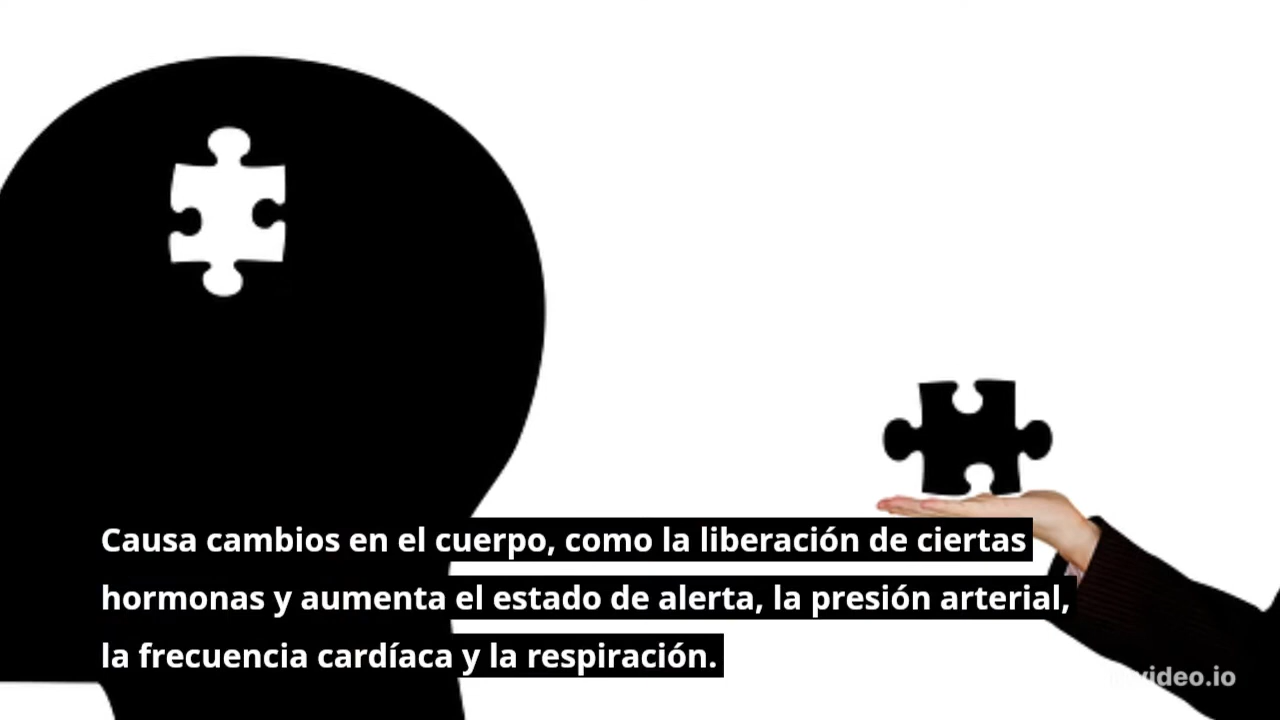 Causa cambios en el cuerpo, como la liberación de ciertas
hormonas y aumenta el estado de alerta, la presión arterial,
la frecuencia cardíaca y la respiración.
video.io